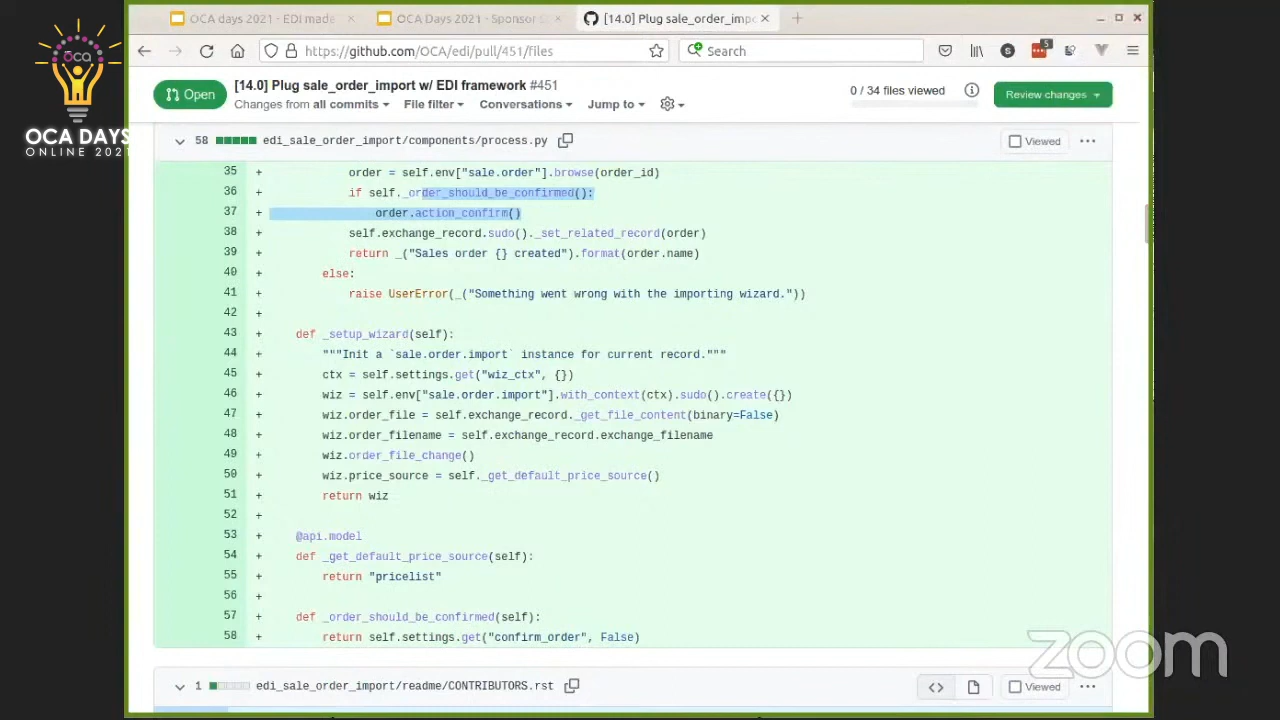 OCA days 2021 - EDI made
OCA Days 2021 - Sponsor S
[14.0] Plug sale_order_impo
https://github.com/OCA/edi/pull/451/files
Search
5
oca
OCA DAYS
ONLINE 2021
Open
[14.0] Plug sale_order_import w/ EDI framework #451
Changes from all commits
File filter
Conversations
Jump to
0 / 34 files viewed
Review changes
58
edi_sale_order_import/components/process.py
Viewed
35 + order = self.env["sale.order"].browse(order_id)
36 + if self._order_should_be_confirmed():
37 + order.action_confirm()
38 + self.exchange_record.sudo()._set_related_record(order)
39 + return _("Sales order {} created").format(order.name)
40 + else:
41 + raise UserError(_("Something went wrong with the importing wizard."))
42 +
43 + def _setup_wizard(self):
44 + """Init a `sale.order.import` instance for current record."""
45 + ctx = self.settings.get("wiz_ctx", {})
46 + wiz = self.env["sale.order.import"].with_context(ctx).sudo().create({})
47 + wiz.order_file = self.exchange_record._get_file_content(binary=False)
48 + wiz.order_filename = self.exchange_record.exchange_filename
49 + wiz.order_file_change()
50 + wiz.price_source = self._get_default_price_source()
51 + return wiz
52 +
53 + @api.model
54 + def _get_default_price_source(self):
55 + return "pricelist"
56 +
57 + def _order_should_be_confirmed(self):
58 + return self.settings.get("confirm_order", False)
zoom
1
edi_sale_order_import/readme/CONTRIBUTORS.rst
Viewed